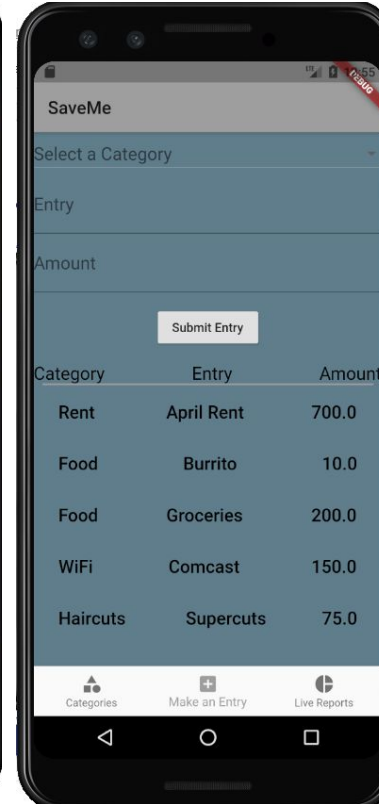 SaveMe
Select a Category
Entry
Amount
Submit Entry
Category Entry Amount
Rent April Rent 700.0
Food Burrito 10.0
Food Groceries 200.0
WiFi Comcast 150.0
Haircuts Supercuts 75.0
Categories Make an Entry Live Reports